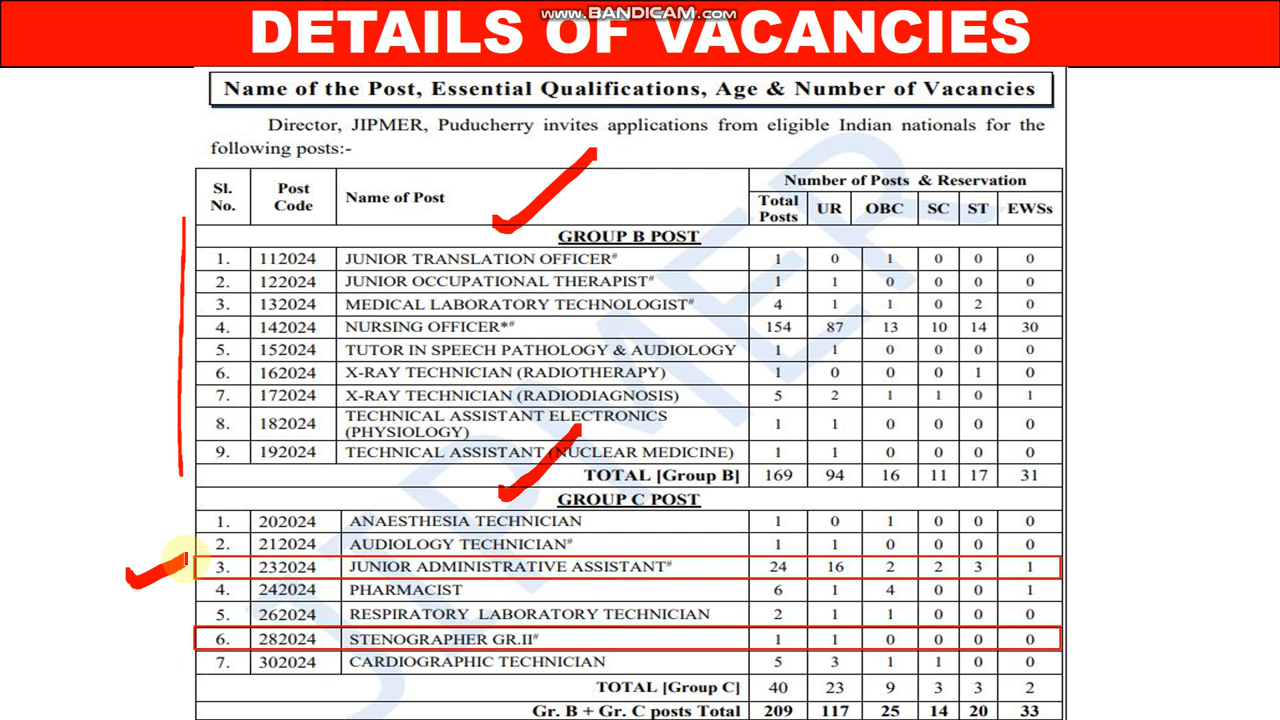 DETAILS OF VACANCIES
www.BANDICAM.com
Name of the Post, Essential Qualifications, Age & Number of Vacancies
Director, JIPMER, Puducherry invites applications from eligible Indian nationals for the
following posts:-
Sl. No. Post Code Name of Post Number of Posts & Reservation
Total Posts UR OBC SC ST EWSs
GROUP B POST
1. 112024 JUNIOR TRANSLATION OFFICER# 1 0 1 0 0 0
2. 122024 JUNIOR OCCUPATIONAL THERAPIST# 1 1 0 0 0 0
3. 132024 MEDICAL LABORATORY TECHNOLOGIST# 4 1 1 0 2 0
4. 142024 NURSING OFFICER*# 154 87 13 10 14 30
5. 152024 TUTOR IN SPEECH PATHOLOGY & AUDIOLOGY 1 1 0 0 0 0
6. 162024 X-RAY TECHNICIAN (RADIOTHERAPY) 1 0 0 0 1 0
7. 172024 X-RAY TECHNICIAN (RADIODIAGNOSIS) 5 2 1 1 0 1
8. 182024 TECHNICAL ASSISTANT ELECTRONICS (PHYSIOLOGY) 1 1 0 0 0 0
9. 192024 TECHNICAL ASSISTANT (NUCLEAR MEDICINE) 1 1 0 0 0 0
TOTAL [Group B] 169 94 16 11 17 31
GROUP C POST
1. 202024 ANAESTHESIA TECHNICIAN 1 0 1 0 0 0
2. 212024 AUDIOLOGY TECHNICIAN# 1 1 0 0 0 0
3. 232024 JUNIOR ADMINISTRATIVE ASSISTANT# 24 16 2 2 3 1
4. 242024 PHARMACIST 6 1 4 0 0 1
5. 262024 RESPIRATORY LABORATORY TECHNICIAN 2 1 1 0 0 0
6. 282024 STENOGRAPHER GR.II# 1 1 0 0 0 0
7. 302024 CARDIOGRAPHIC TECHNICIAN 5 3 1 1 0 0
TOTAL [Group C] 40 23 9 3 3 2
Gr. B + Gr. C posts Total 209 117 25 14 20 33
JIPMER